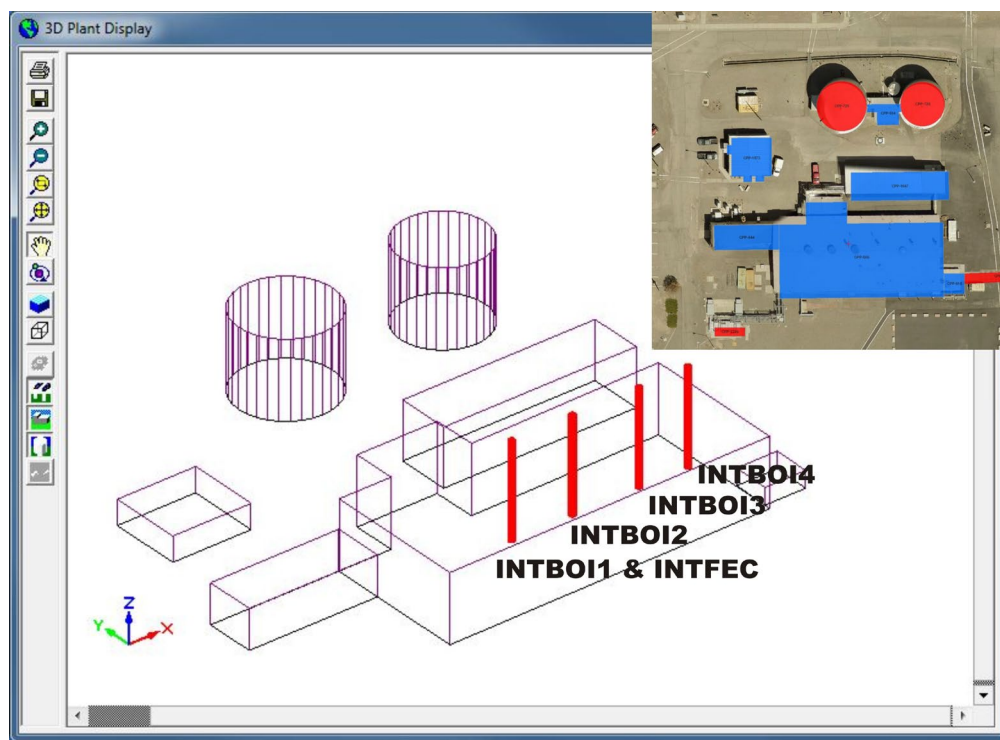 3D Plant Display
INTBOI4
INTBOI3
INTBOI2
INTBOI1 & INTFEC
Z
Y
X